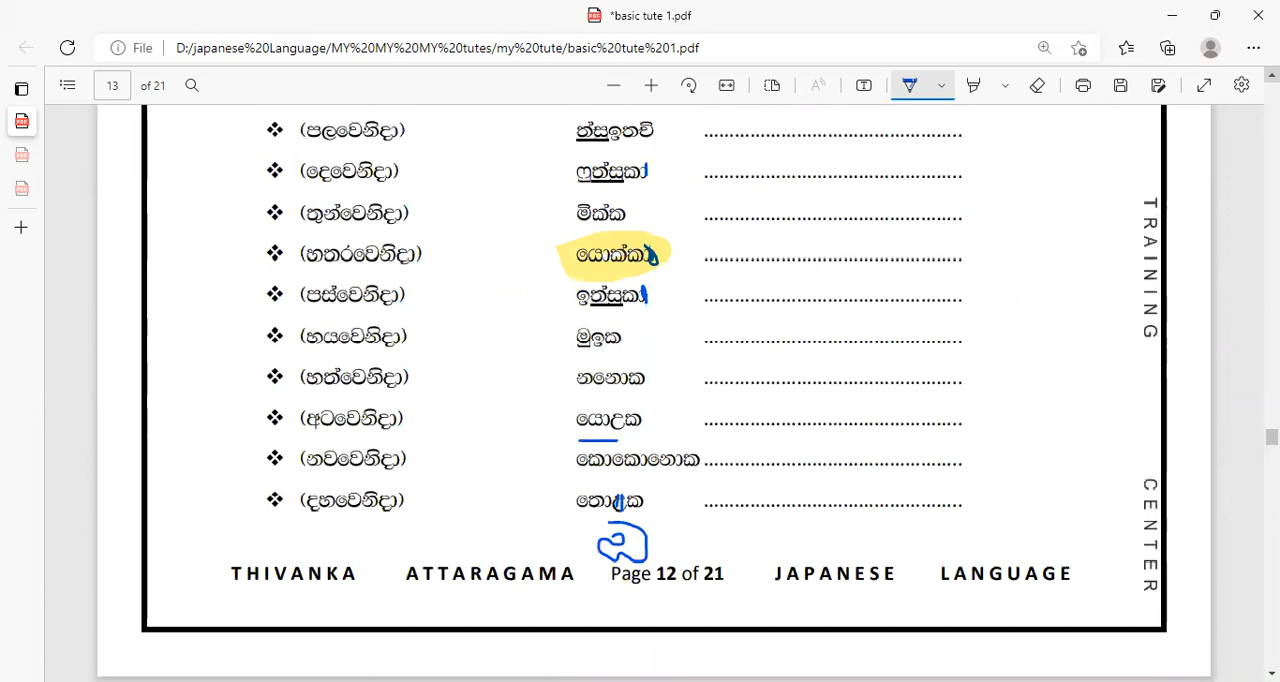 *basic tute 1.pdf
File D:/japanese%20Language/MY%20MY%20MY%20tutes/my%20tute/basic%20tute%201.pdf
13 of 21
❖ (පලවෙනිදා) ත්සුඉතචි ....................................................
❖ (දෙවෙනිදා) ෆුත්සුකා ....................................................
❖ (තුන්වෙනිදා) මික්ක ....................................................
❖ (හතරවෙනිදා) යොක්කා ....................................................
❖ (පස්වෙනිදා) ඉත්සුකා ....................................................
❖ (හයවෙනිදා) මුඉක ....................................................
❖ (හත්වෙනිදා) නනොක ....................................................
❖ (අටවෙනිදා) යොඋක ....................................................
❖ (නවවෙනිදා) කොකොනොක ....................................................
❖ (දහවෙනිදා) ....................................................
THIVANKA ATTARAGAMA Page 12 of 21 JAPANESE LANGUAGE
TRAINING
CENTER